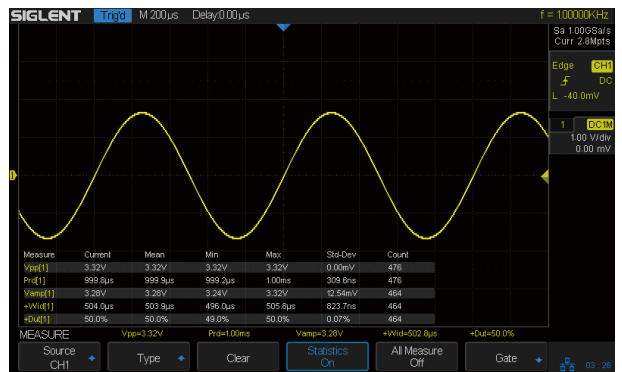 SIGLENT Trig'd M 200µs Delay:0.00µs f = 1.00000KHz
Sa 1.00GSa/s
Curr 2.8Mpts
Edge CH1
DC
L -40.0mV
1 DC1M
1.00 V/div
0.00 mV
1
Measure Current Mean Min Max Std-Dev Count
Vpp[1] 3.32V 3.32V 3.32V 3.32V 0.00mV 476
Prd[1] 999.8µs 999.9µs 999.2µs 1.00ms 309.6ns 476
Vamp[1] 3.28V 3.28V 3.24V 3.32V 12.54mV 464
+Wid[1] 504.0µs 503.9µs 496.0µs 505.8µs 823.7ns 464
+Dut[1] 50.0% 50.0% 49.0% 50.0% 0.07% 464
MEASURE Vpp=3.32V Prd=1.00ms Vamp=3.28V +Wid=502.8µs +Dut=50.0%
Source
CH1
Type
Clear
Statistics
On
All Measure
Off
Gate
03:26